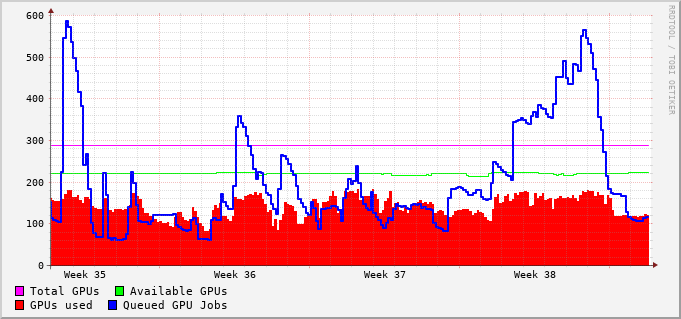 600
500
400
300
200
100
0
Week 35 Week 36 Week 37 Week 38
Total GPUs Available GPUs
GPUs used Queued GPU Jobs
RRDTOOL / TOBI OETIKER